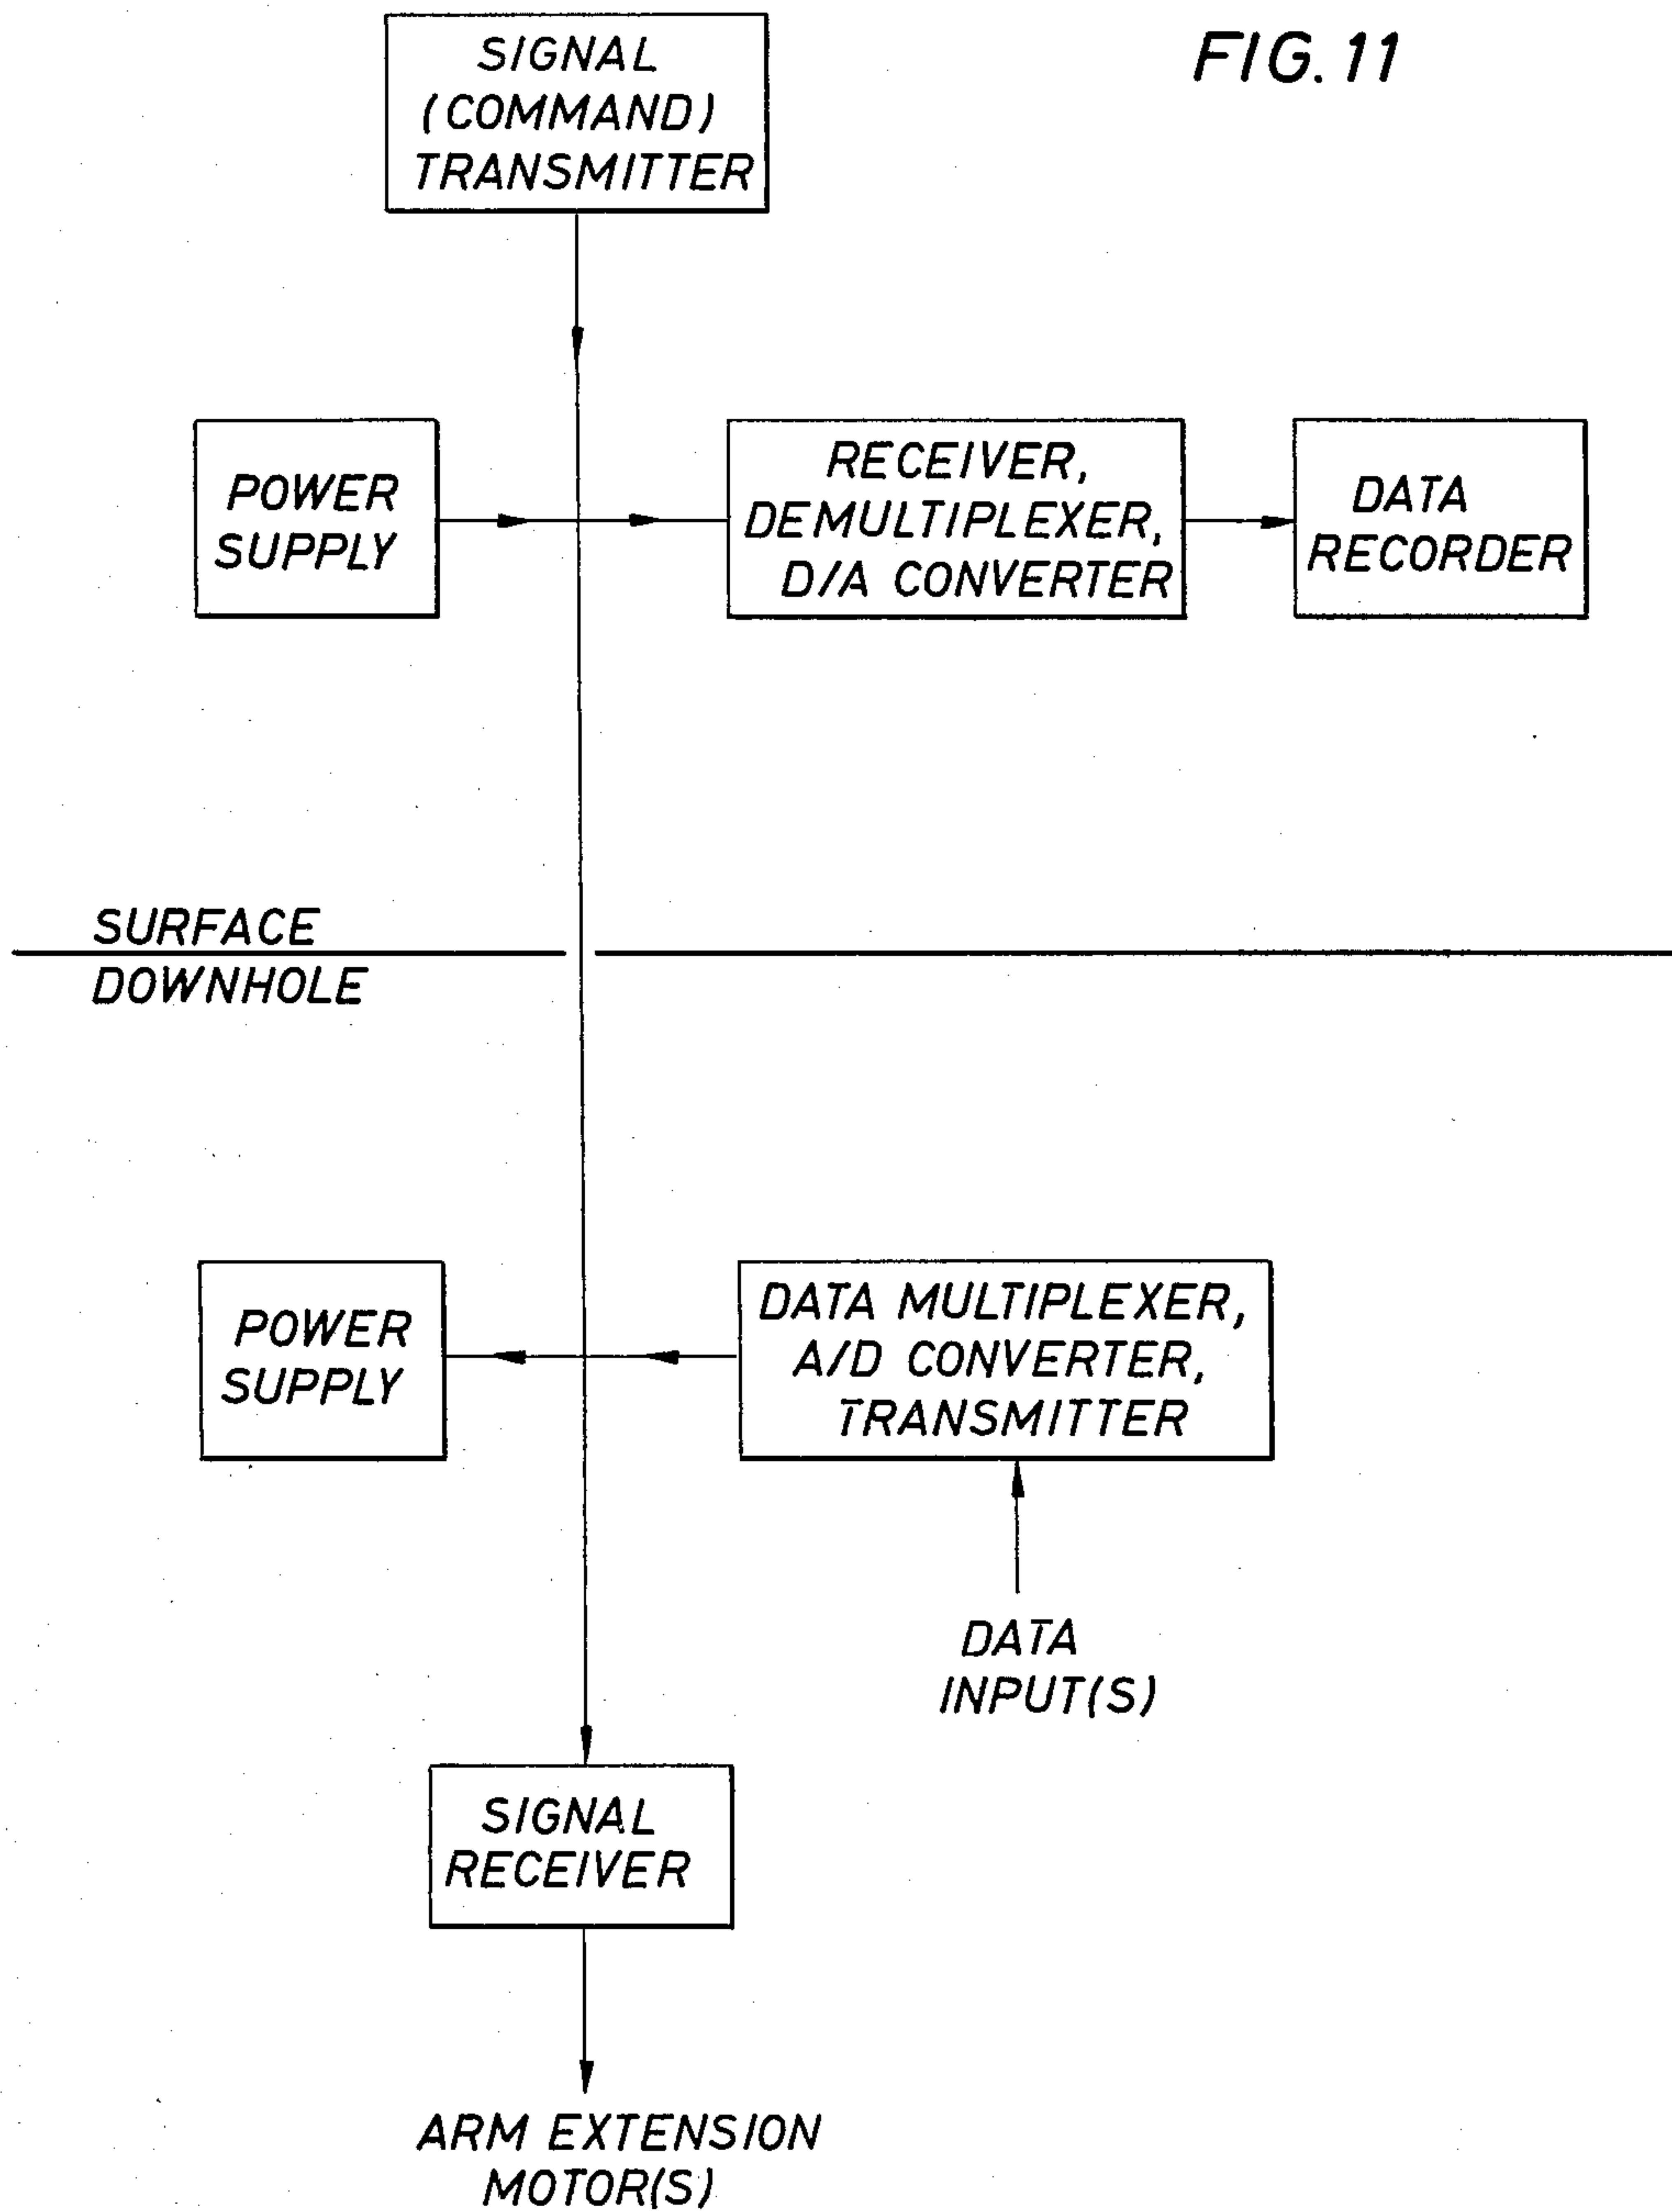 FIG. 11
SIGNAL
(COMMAND)
TRANSMITTER
POWER
SUPPLY
RECEIVER,
DEMULTIPLEXER,
D/A CONVERTER
DATA
RECORDER
SURFACE
DOWNHOLE
POWER
SUPPLY
DATA MULTIPLEXER,
A/D CONVERTER,
TRANSMITTER
DATA
INPUT(S)
SIGNAL
RECEIVER
ARM EXTENSION
MOTOR(S)